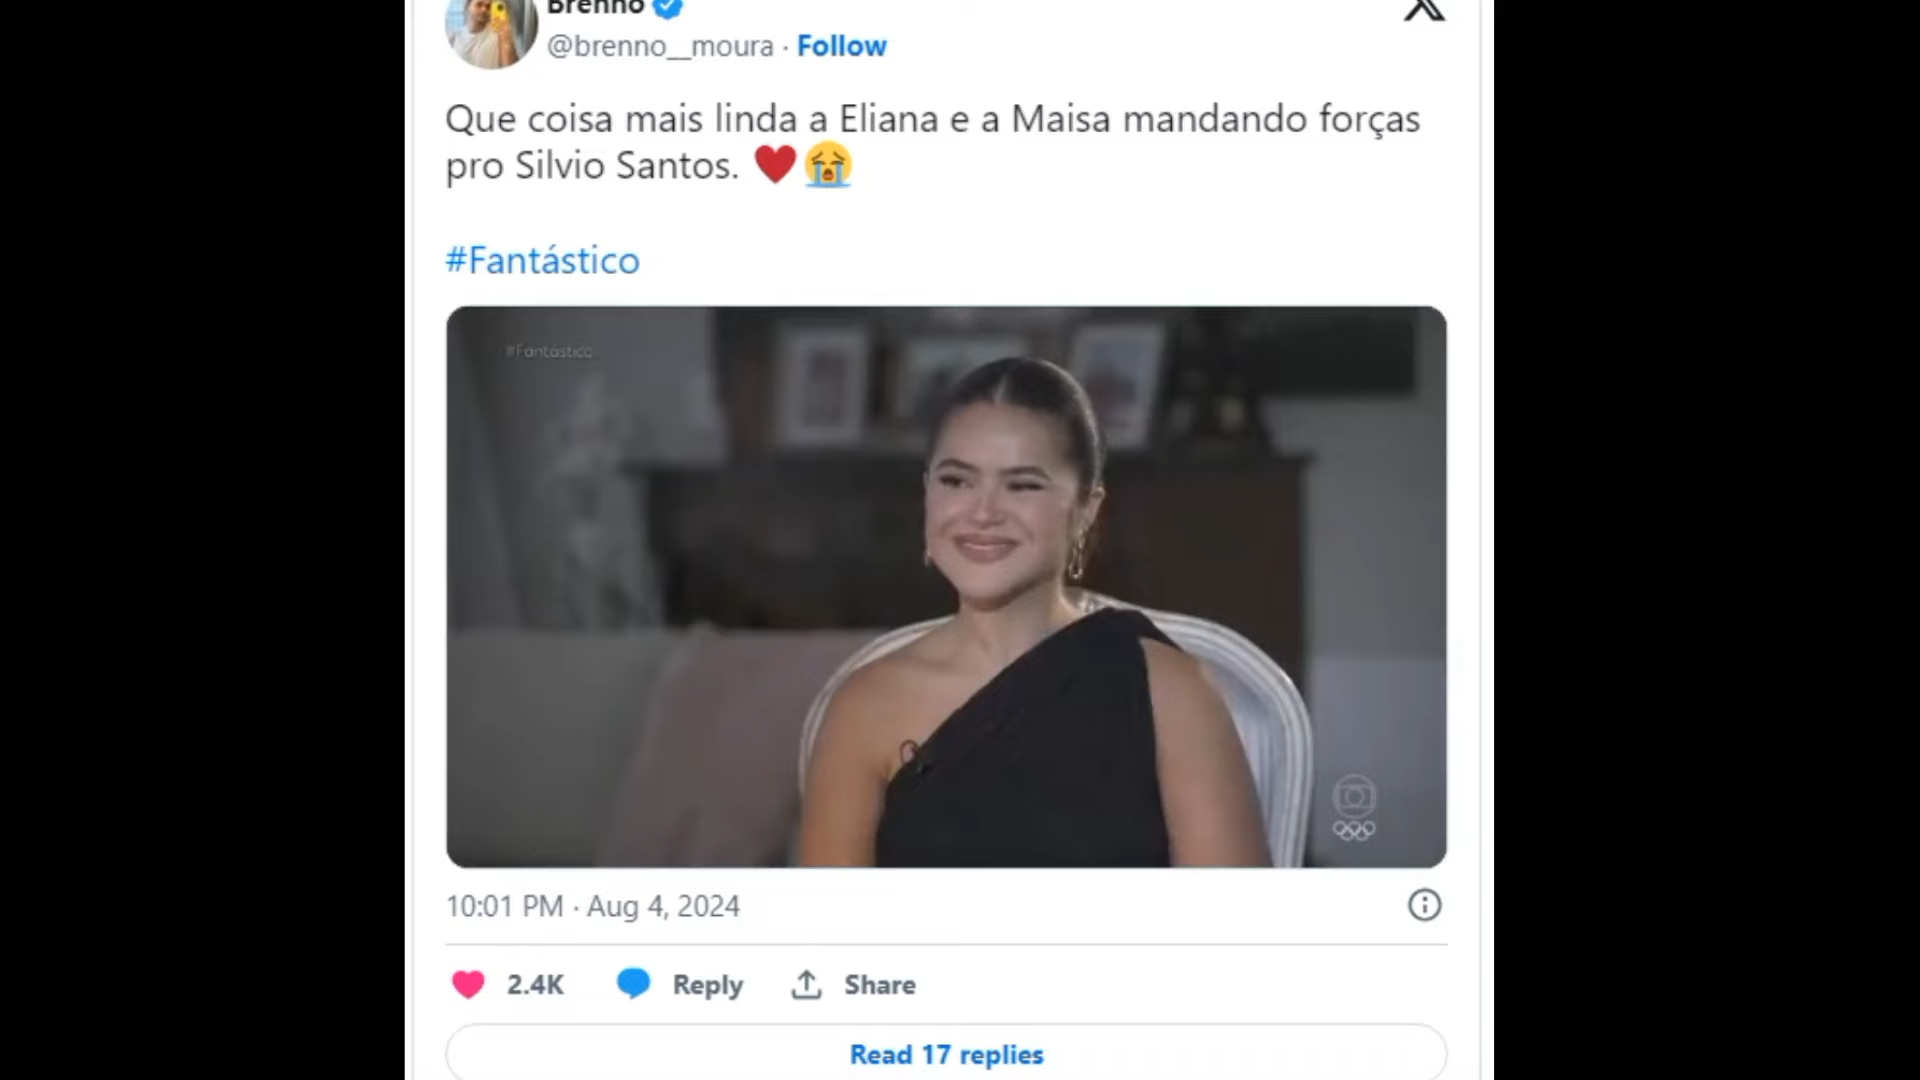 Brenno
@brenno__moura · Follow
Que coisa mais linda a Eliana e a Maisa mandando forças
pro Silvio Santos. ❤️😭
#Fantástico
#Fantástico
10:01 PM · Aug 4, 2024
2.4K Reply Share
Read 17 replies